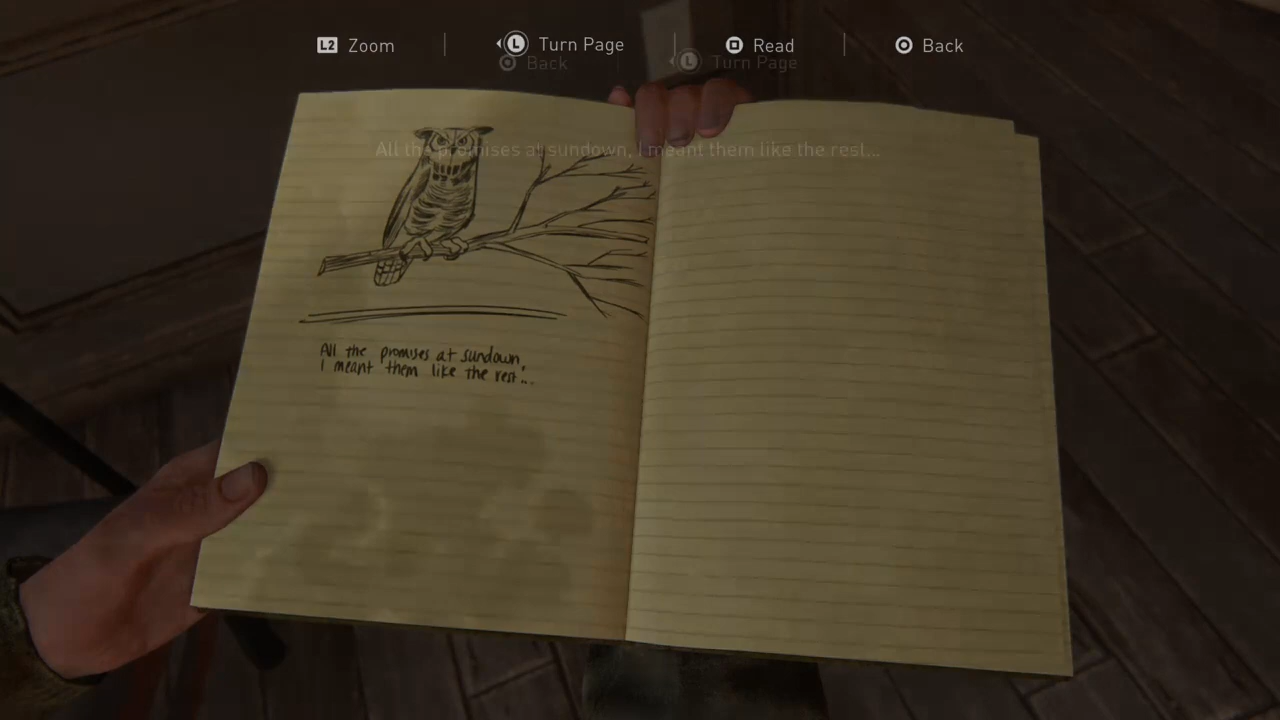 L2 Zoom L Turn Page Read Back
Back L Turn Page
All the promises at sundown, I meant them like the rest...
All the promises at sundown,
I meant them like the rest...